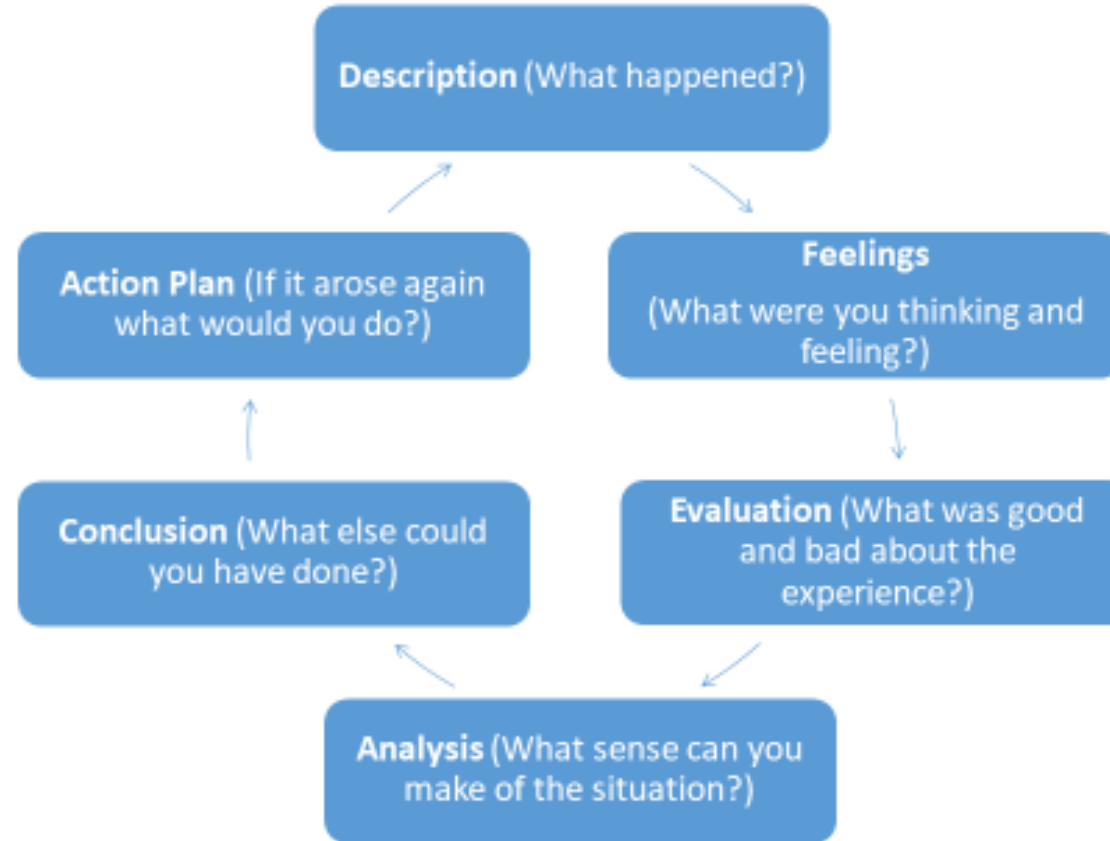 Description (What happened?)
Feelings
(What were you thinking and
feeling?)
Evaluation (What was good
and bad about the
experience?)
Analysis (What sense can you
make of the situation?)
Conclusion (What else could
you have done?)
Action Plan (If it arose again
what would you do?)